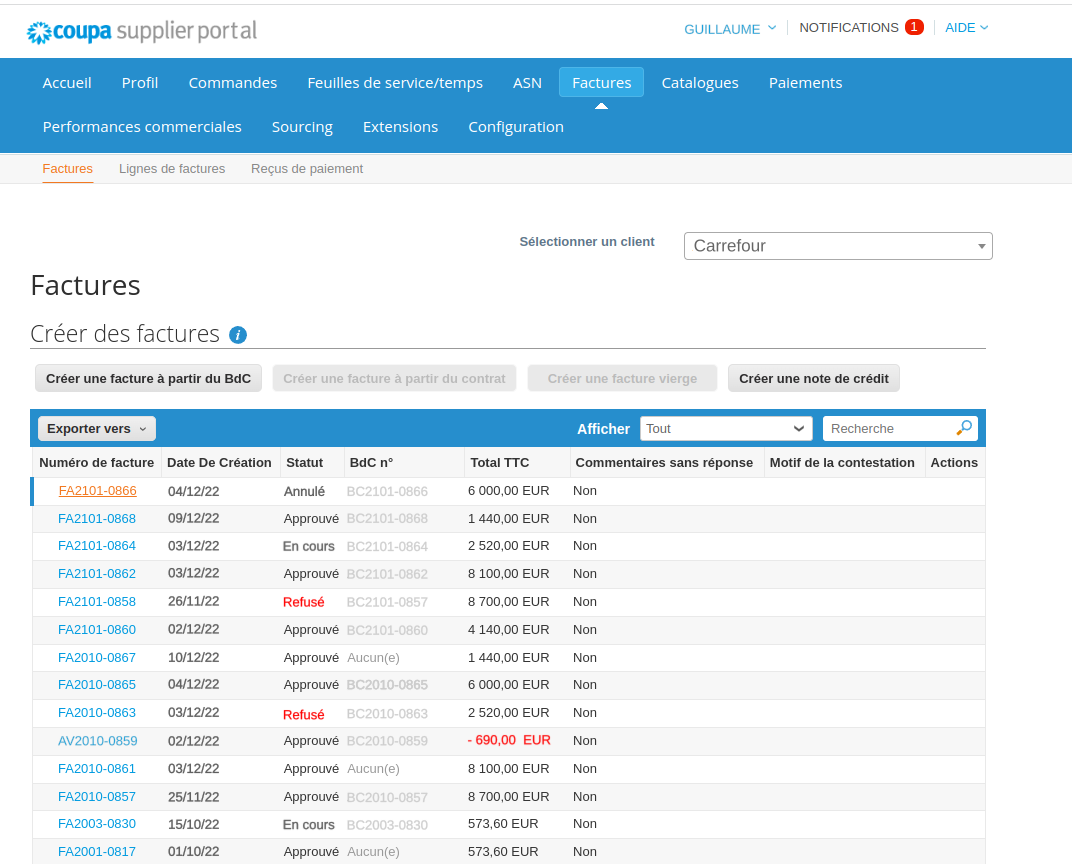 coupa supplier portal
GUILLAUME NOTIFICATIONS 1 AIDE
Accueil Profil Commandes Feuilles de service/temps ASN Factures Catalogues Paiements
Performances commerciales Sourcing Extensions Configuration
Factures Lignes de factures Reçus de paiement
Sélectionner un client Carrefour
Factures
Créer des factures i
Créer une facture à partir du BdC Créer une facture à partir du contrat Créer une facture vierge Créer une note de crédit
Exporter vers Afficher Tout Recherche
Numéro de facture Date De Création Statut BdC n° Total TTC Commentaires sans réponse Motif de la contestation Actions
FA2101-0866 04/12/22 Annulé BC2101-0866 6 000,00 EUR Non
FA2101-0868 09/12/22 Approuvé BC2101-0868 1 440,00 EUR Non
FA2101-0864 03/12/22 En cours BC2101-0864 2 520,00 EUR Non
FA2101-0862 03/12/22 Approuvé BC2101-0862 8 100,00 EUR Non
FA2101-0858 26/11/22 Refusé BC2101-0857 8 700,00 EUR Non
FA2101-0860 02/12/22 Approuvé BC2101-0860 4 140,00 EUR Non
FA2010-0867 10/12/22 Approuvé Aucun(e) 1 440,00 EUR Non
FA2010-0865 04/12/22 Approuvé BC2010-0865 6 000,00 EUR Non
FA2010-0863 03/12/22 Refusé BC2010-0863 2 520,00 EUR Non
AV2010-0859 02/12/22 Approuvé BC2010-0859 - 690,00 EUR Non
FA2010-0861 03/12/22 Approuvé Aucun(e) 8 100,00 EUR Non
FA2010-0857 25/11/22 Approuvé BC2010-0857 8 700,00 EUR Non
FA2003-0830 15/10/22 En cours BC2003-0830 573,60 EUR Non
FA2001-0817 01/10/22 Approuvé Aucun(e) 573,60 EUR Non